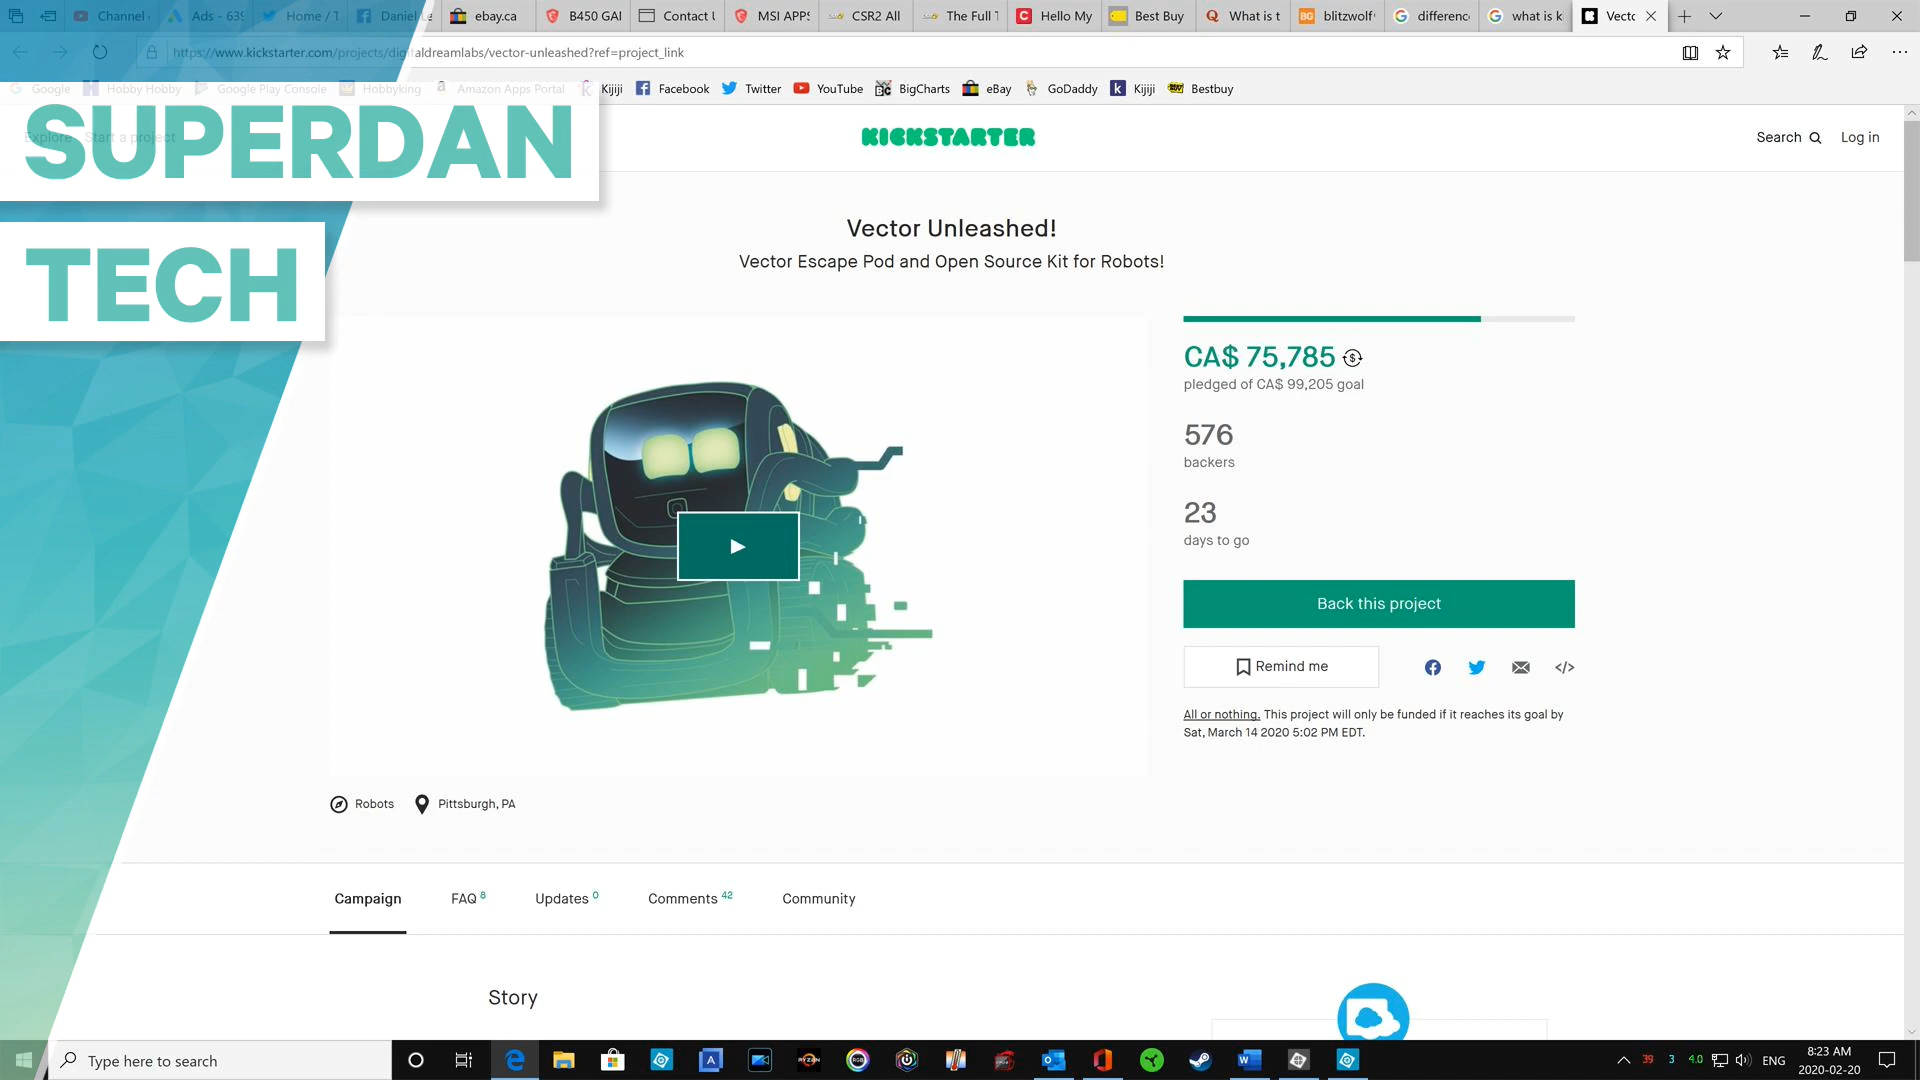 Channel Ads - 639 Home / T Daniel Le ebay.ca B450 GAI Contact U MSI APPS CSR2 All The Full T Hello My Best Buy What is t blitzwolf differenc what is k Vecto
https://www.kickstarter.com/projects/digitaldreamlabs/vector-unleashed?ref=project_link
Google Hobby Hobby Google Play Console Hobbyking Amazon Apps Portal Kijiji Facebook Twitter YouTube BigCharts eBay GoDaddy Kijiji Bestbuy
Explore Start a project
SUPERDAN
TECH
KICKSTARTER
Search Log in
Vector Unleashed!
Vector Escape Pod and Open Source Kit for Robots!
CA$ 75,785
pledged of CA$ 99,205 goal
576
backers
23
days to go
Back this project
Remind me
All or nothing. This project will only be funded if it reaches its goal by
Sat, March 14 2020 5:02 PM EDT.
Robots Pittsburgh, PA
Campaign FAQ 8 Updates 0 Comments 42 Community
Story
Type here to search
RYZEN
39 3 4.0 ENG
8:23 AM
2020-02-20